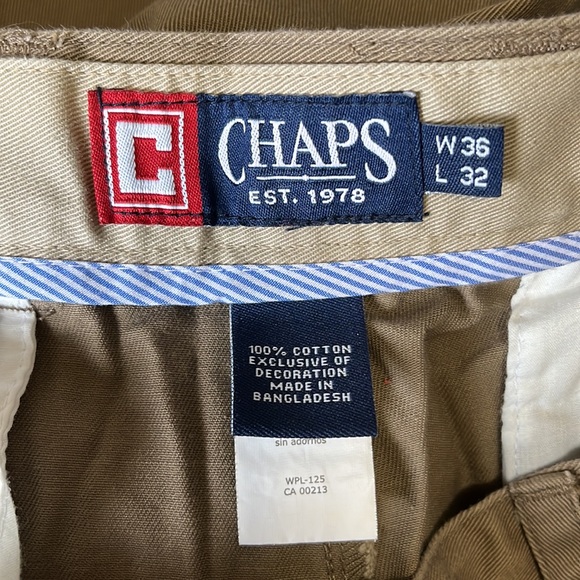 C CHAPS
EST. 1978
W 36
L 32
100% COTTON
EXCLUSIVE OF
DECORATION
MADE IN
BANGLADESH
sin adornos
WPL-125
CA 00213